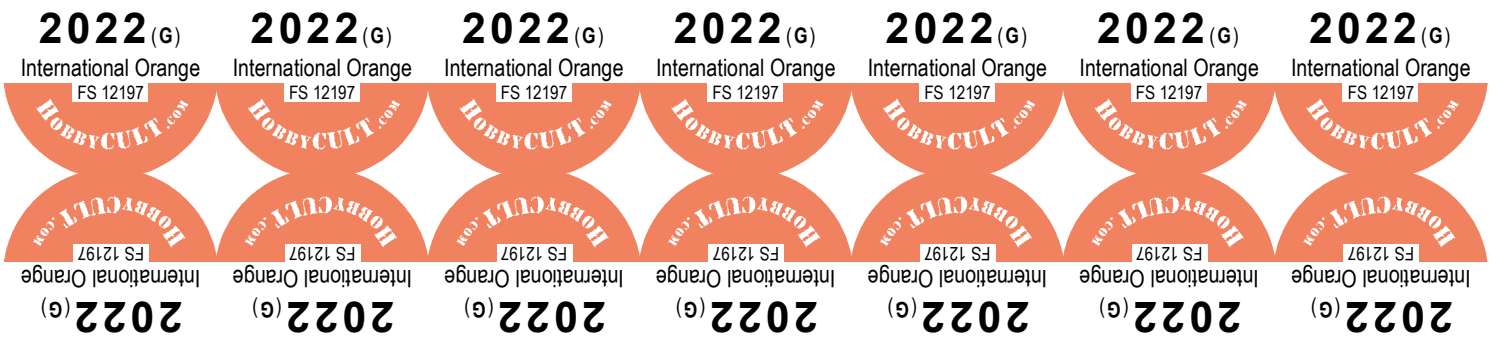 2022(G) 2022(G) 2022(G) 2022(G) 2022(G) 2022(G) 2022(G)
International Orange International Orange International Orange International Orange International Orange International Orange International Orange
FS 12197 FS 12197 FS 12197 FS 12197 FS 12197 FS 12197 FS 12197
HOBBYCULT.COM HOBBYCULT.COM HOBBYCULT.COM HOBBYCULT.COM HOBBYCULT.COM HOBBYCULT.COM HOBBYCULT.COM
HOBBYCULT.COM HOBBYCULT.COM HOBBYCULT.COM HOBBYCULT.COM HOBBYCULT.COM HOBBYCULT.COM HOBBYCULT.COM
FS 12197 FS 12197 FS 12197 FS 12197 FS 12197 FS 12197 FS 12197
International Orange International Orange International Orange International Orange International Orange International Orange International Orange
2022(G) 2022(G) 2022(G) 2022(G) 2022(G) 2022(G) 2022(G)